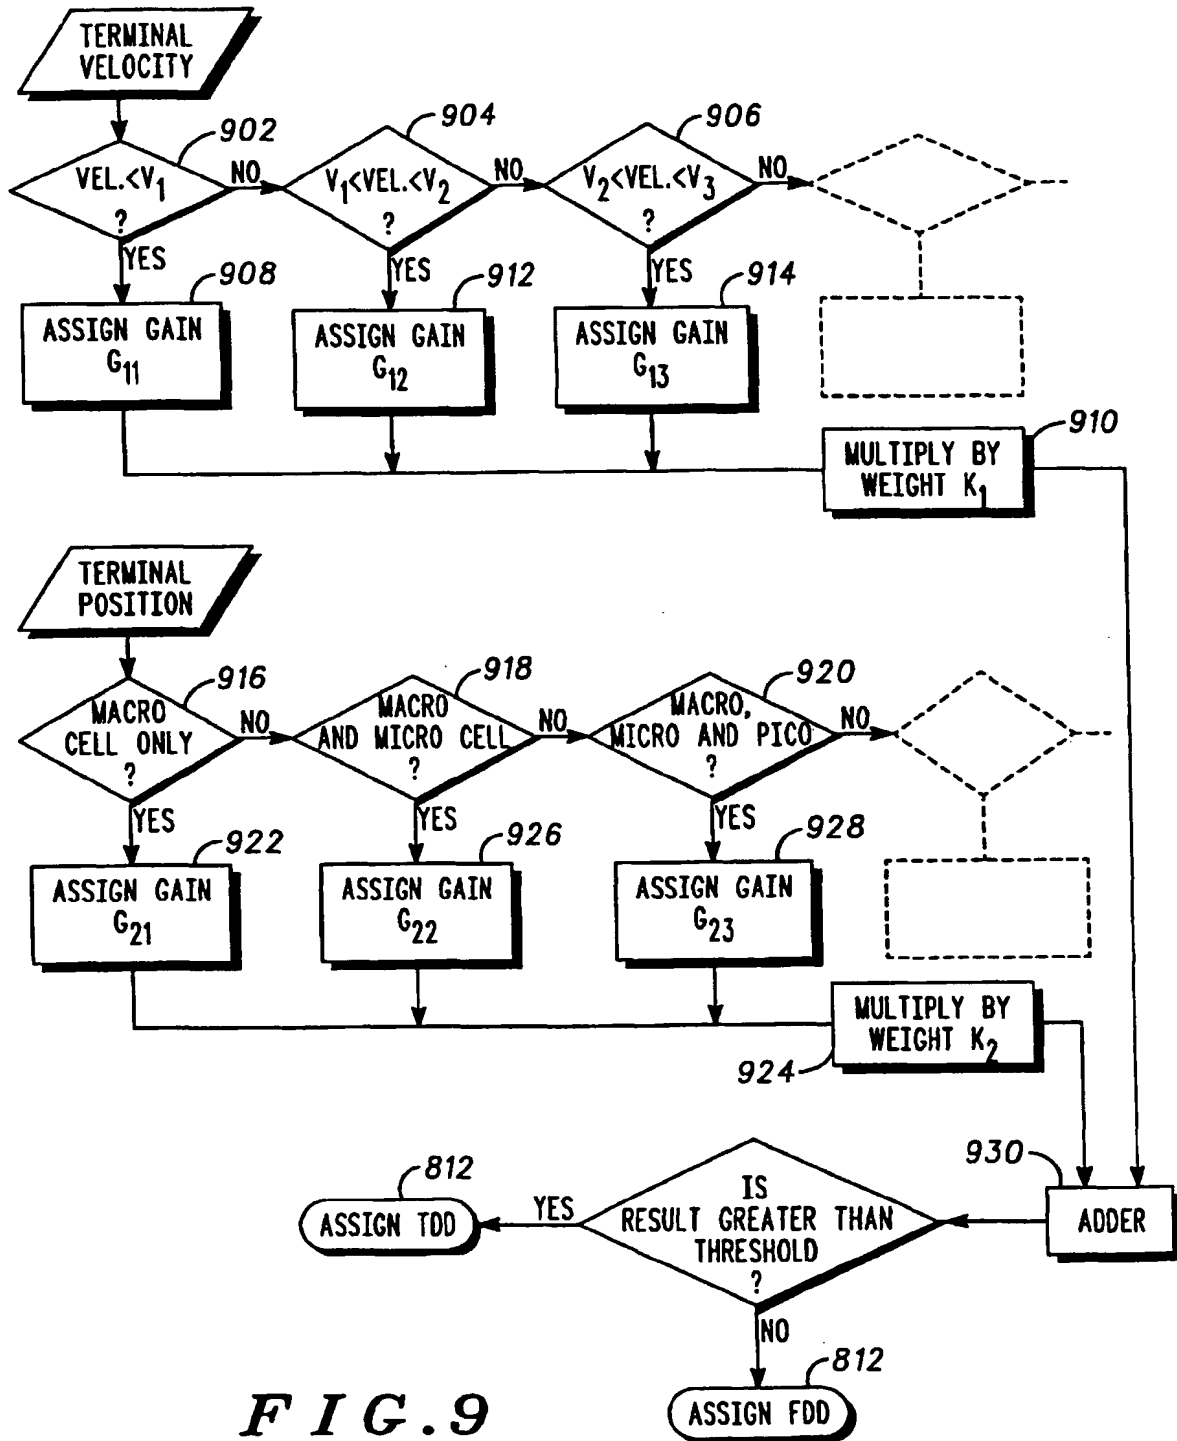 TERMINAL
VELOCITY
902
904
906
VEL.<V1
?
NO
V1<VEL.<V2
?
NO
V2<VEL.<V3
?
NO
YES
YES
YES
908
912
914
ASSIGN GAIN
G11
ASSIGN GAIN
G12
ASSIGN GAIN
G13
910
MULTIPLY BY
WEIGHT K1
TERMINAL
POSITION
916
918
920
MACRO
CELL ONLY
?
NO
MACRO
AND MICRO CELL
?
NO
MACRO,
MICRO AND PICO
?
NO
YES
YES
YES
922
926
928
ASSIGN GAIN
G21
ASSIGN GAIN
G22
ASSIGN GAIN
G23
MULTIPLY BY
WEIGHT K2
924
930
ADDER
IS
RESULT GREATER THAN
THRESHOLD
?
YES
812
ASSIGN TDD
NO
812
ASSIGN FDD
FIG.9